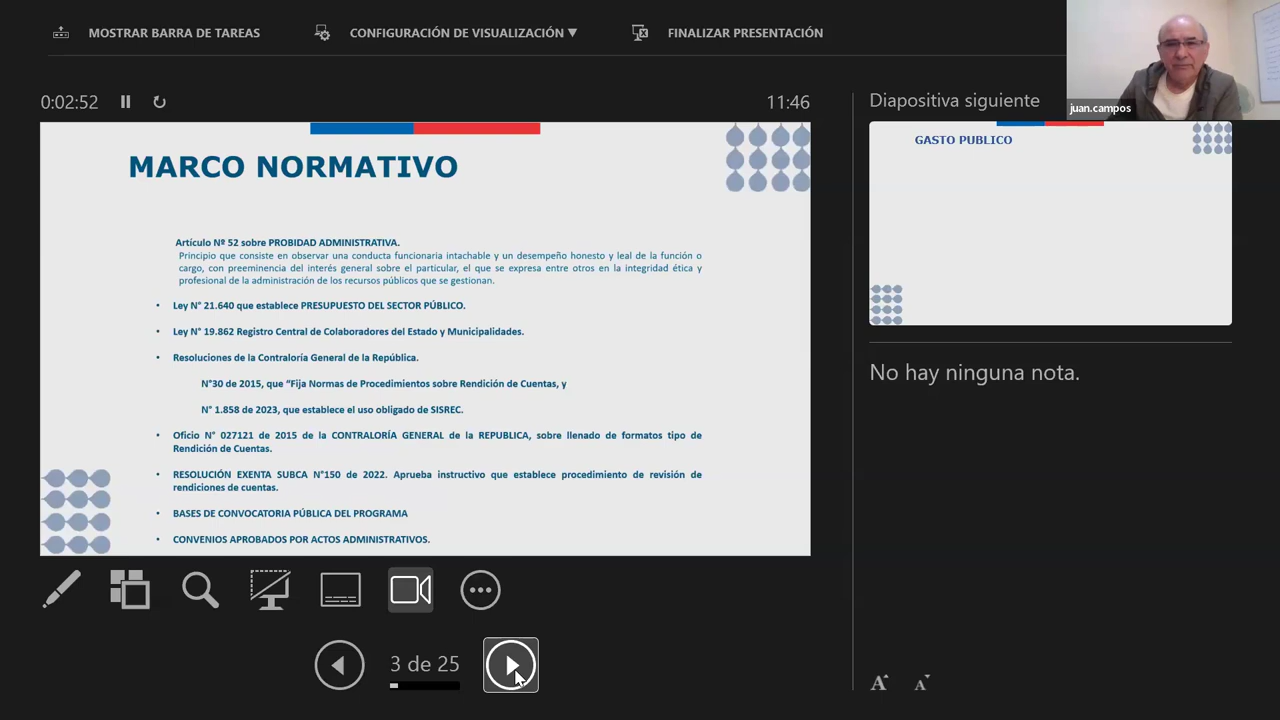 MOSTRAR BARRA DE TAREAS
CONFIGURACIÓN DE VISUALIZACIÓN ▼
FINALIZAR PRESENTACIÓN
juan.campos
0:02:52
11:46
Diapositiva siguiente
MARCO NORMATIVO
Artículo Nº 52 sobre PROBIDAD ADMINISTRATIVA.
Principio que consiste en observar una conducta funcionaria intachable y un desempeño honesto y leal de la función o
cargo, con preeminencia del interés general sobre el particular, el que se expresa entre otros en la integridad ética y
profesional de la administración de los recursos públicos que se gestionan.
• Ley N° 21.640 que establece PRESUPUESTO DEL SECTOR PÚBLICO.
• Ley N° 19.862 Registro Central de Colaboradores del Estado y Municipalidades.
• Resoluciones de la Contraloría General de la República.
N°30 de 2015, que “Fija Normas de Procedimientos sobre Rendición de Cuentas, y
N° 1.858 de 2023, que establece el uso obligado de SISREC.
• Oficio N° 027121 de 2015 de la CONTRALORÍA GENERAL de la REPUBLICA, sobre llenado de formatos tipo de
Rendición de Cuentas.
• RESOLUCIÓN EXENTA SUBCA N°150 de 2022. Aprueba instructivo que establece procedimiento de revisión de
rendiciones de cuentas.
• BASES DE CONVOCATORIA PÚBLICA DEL PROGRAMA
• CONVENIOS APROBADOS POR ACTOS ADMINISTRATIVOS.
GASTO PUBLICO
No hay ninguna nota.
3 de 25
A A